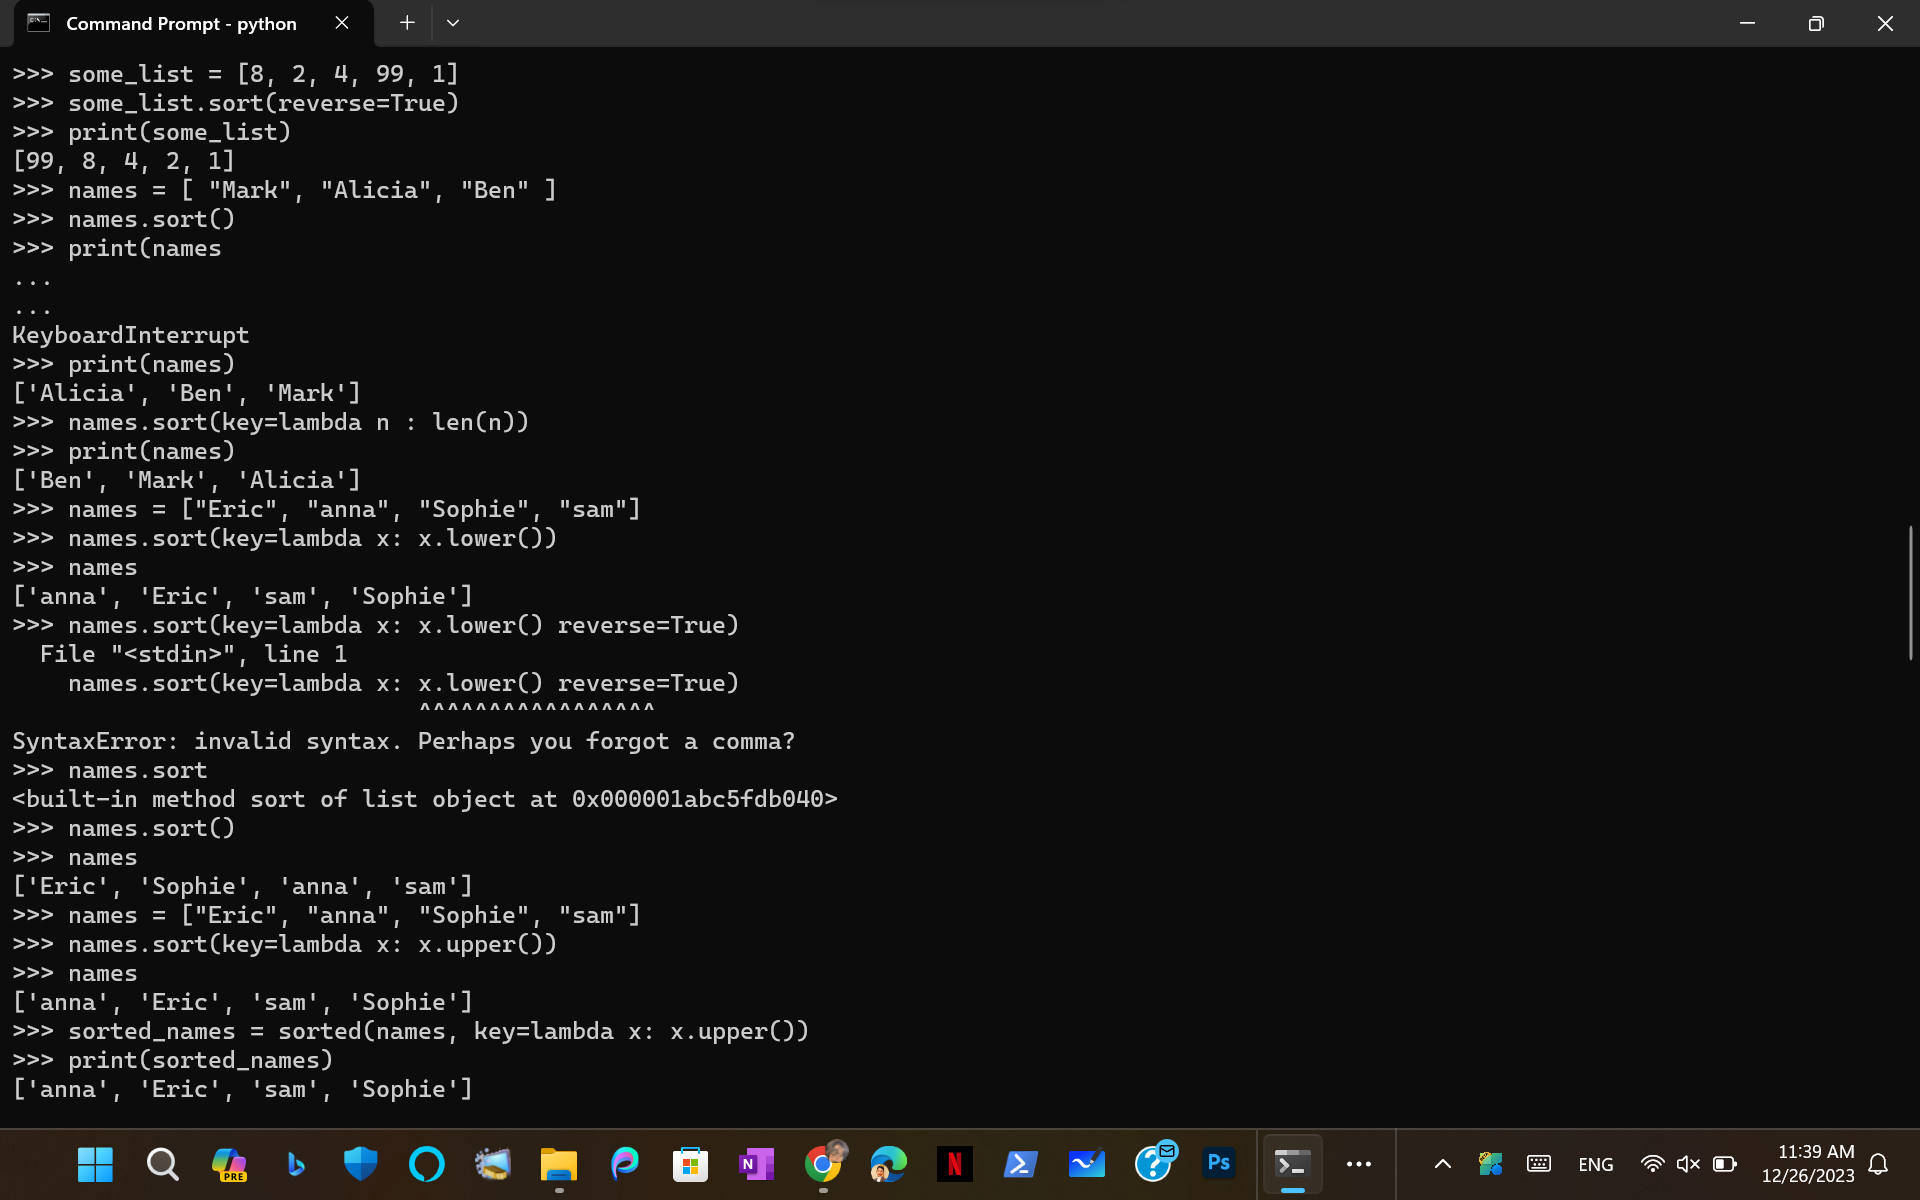 Command Prompt - python
>>> some_list = [8, 2, 4, 99, 1]
>>> some_list.sort(reverse=True)
>>> print(some_list)
[99, 8, 4, 2, 1]
>>> names = [ "Mark", "Alicia", "Ben" ]
>>> names.sort()
>>> print(names
...
...
KeyboardInterrupt
>>> print(names)
['Alicia', 'Ben', 'Mark']
>>> names.sort(key=lambda n : len(n))
>>> print(names)
['Ben', 'Mark', 'Alicia']
>>> names = ["Eric", "anna", "Sophie", "sam"]
>>> names.sort(key=lambda x: x.lower())
>>> names
['anna', 'Eric', 'sam', 'Sophie']
>>> names.sort(key=lambda x: x.lower() reverse=True)
  File "<stdin>", line 1
    names.sort(key=lambda x: x.lower() reverse=True)
                             ^^^^^^^^^^^^^^^^^
SyntaxError: invalid syntax. Perhaps you forgot a comma?
>>> names.sort
<built-in method sort of list object at 0x000001abc5fdb040>
>>> names.sort()
>>> names
['Eric', 'Sophie', 'anna', 'sam']
>>> names = ["Eric", "anna", "Sophie", "sam"]
>>> names.sort(key=lambda x: x.upper())
>>> names
['anna', 'Eric', 'sam', 'Sophie']
>>> sorted_names = sorted(names, key=lambda x: x.upper())
>>> print(sorted_names)
['anna', 'Eric', 'sam', 'Sophie']
PRE
N
N
Ps
ENG
11:39 AM
12/26/2023